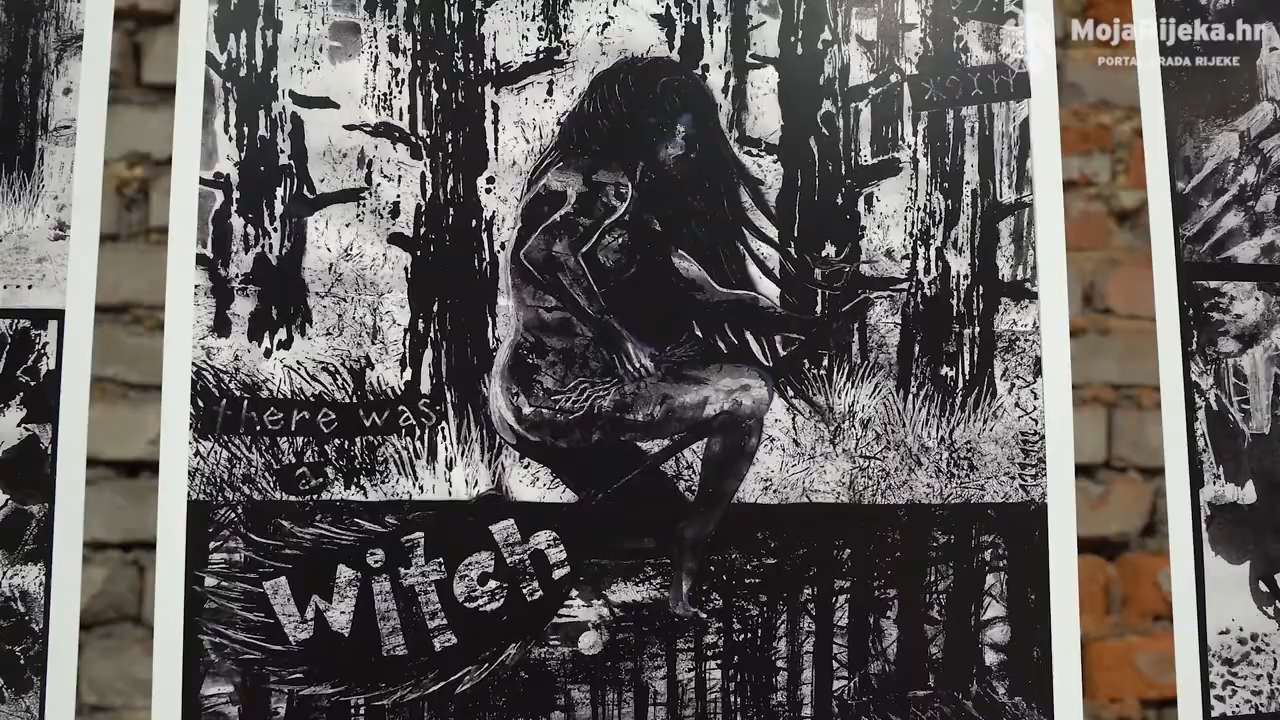 MojaRijeka.hr
PORTAL GRADA RIJEKE
there was
a
Witch